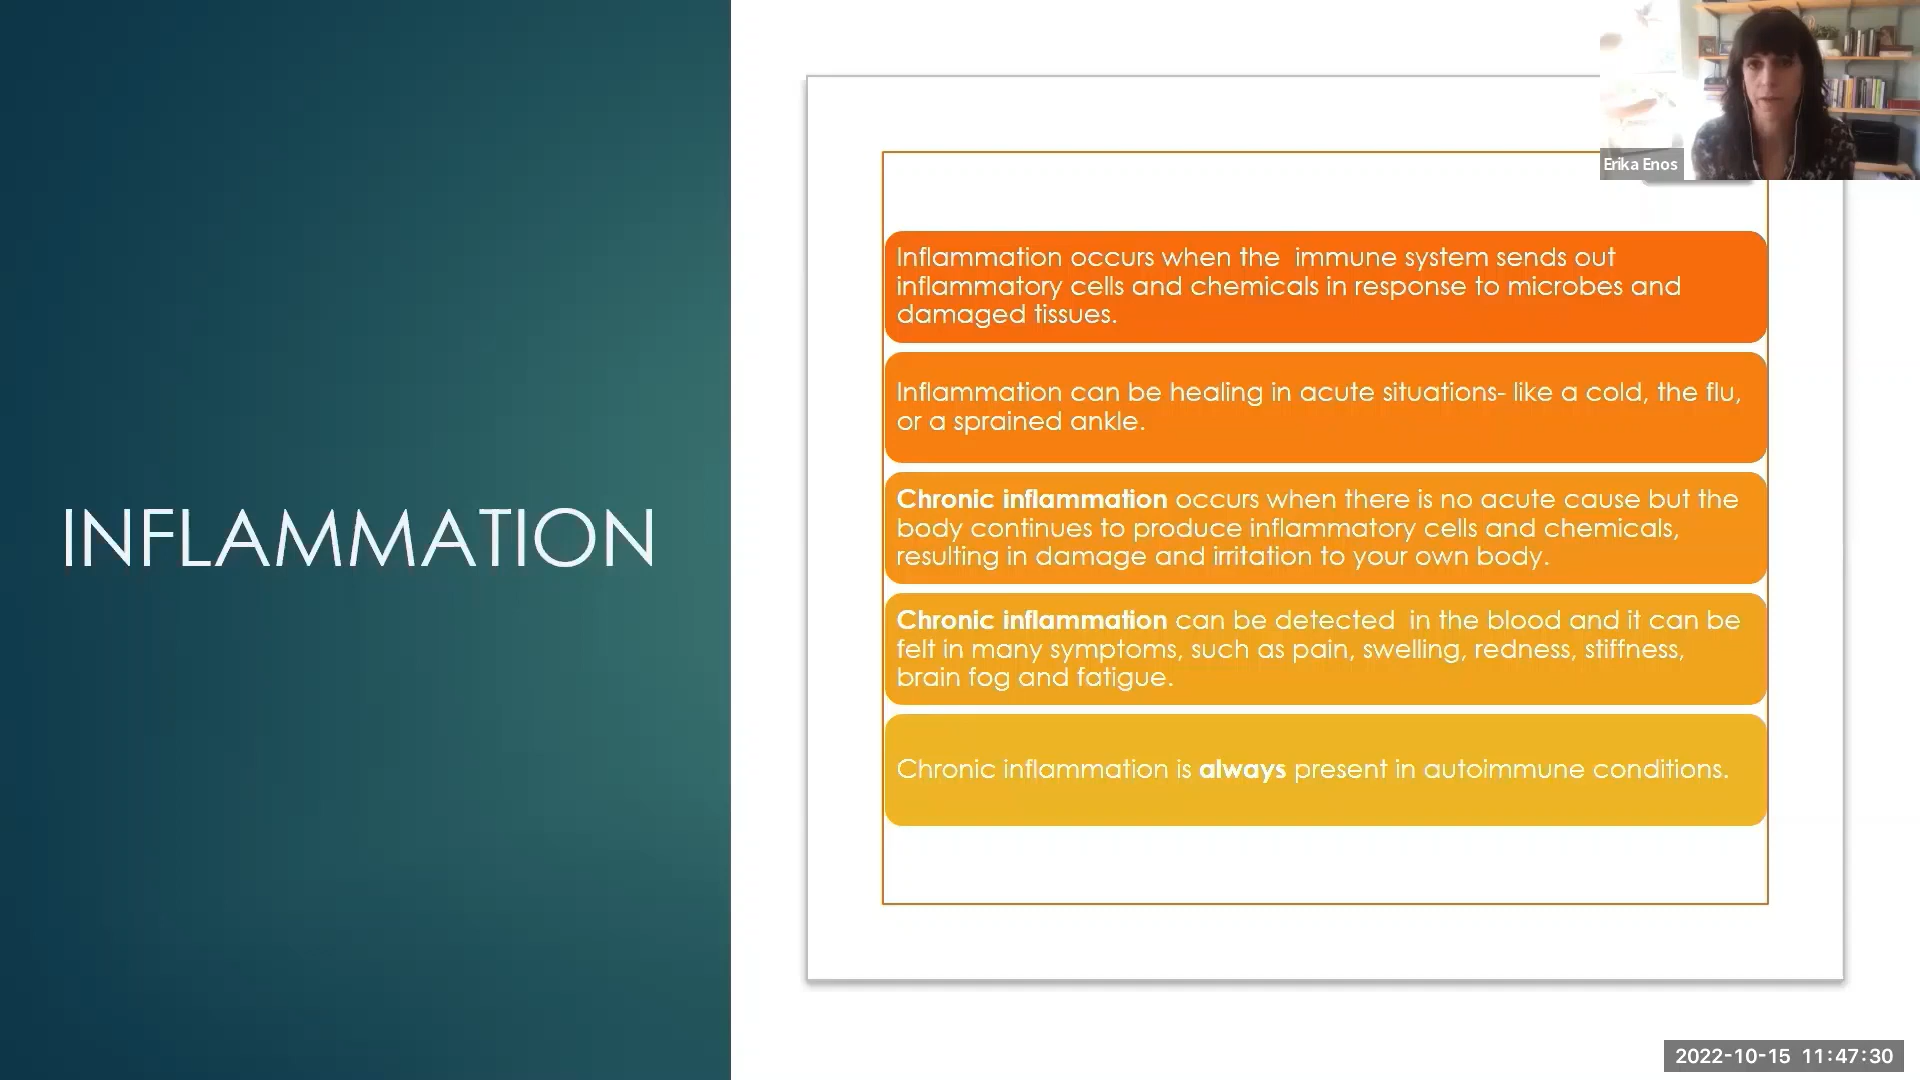 Erika Enos
INFLAMMATION
Inflammation occurs when the  immune system sends out
inflammatory cells and chemicals in response to microbes and
damaged tissues.
Inflammation can be healing in acute situations- like a cold, the flu,
or a sprained ankle.
Chronic inflammation occurs when there is no acute cause but the
body continues to produce inflammatory cells and chemicals,
resulting in damage and irritation to your own body.
Chronic inflammation can be detected  in the blood and it can be
felt in many symptoms, such as pain, swelling, redness, stiffness,
brain fog and fatigue.
Chronic inflammation is always present in autoimmune conditions.
2022-10-15 11:47:30